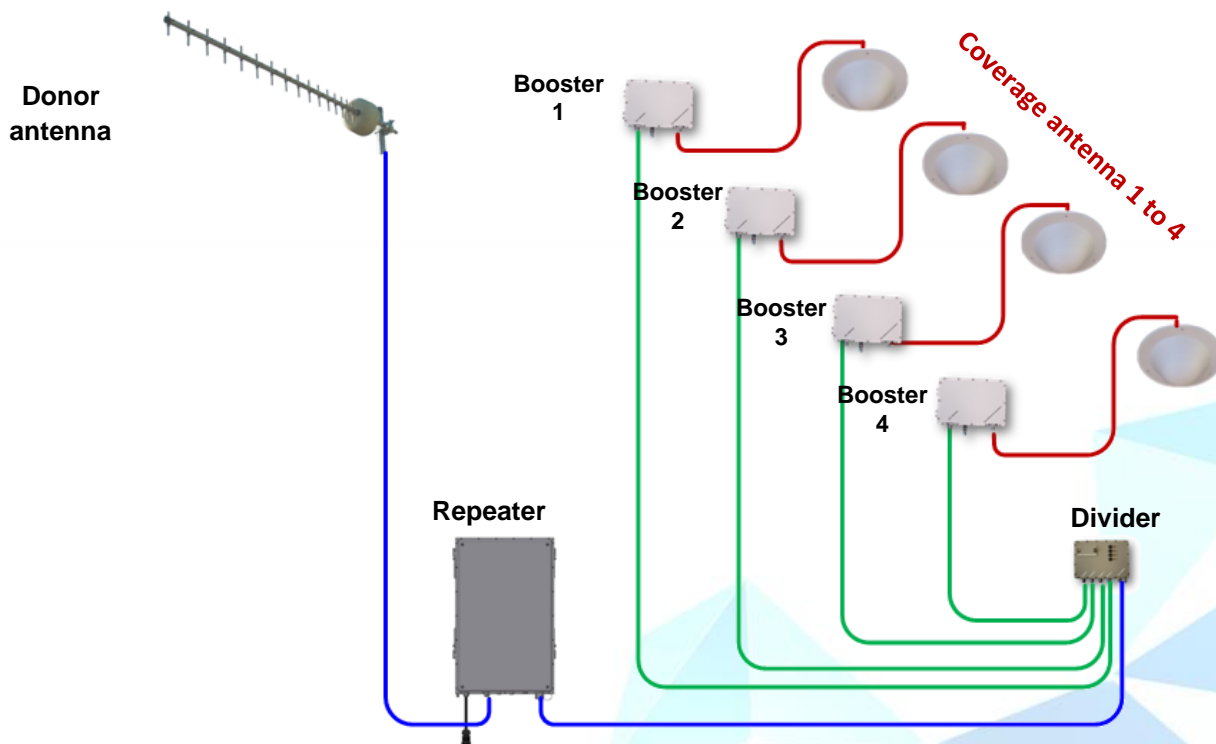 Donor
antenna
Booster
1
Coverage antenna 1 to 4
Booster
2
Booster
3
Booster
4
Repeater
Divider